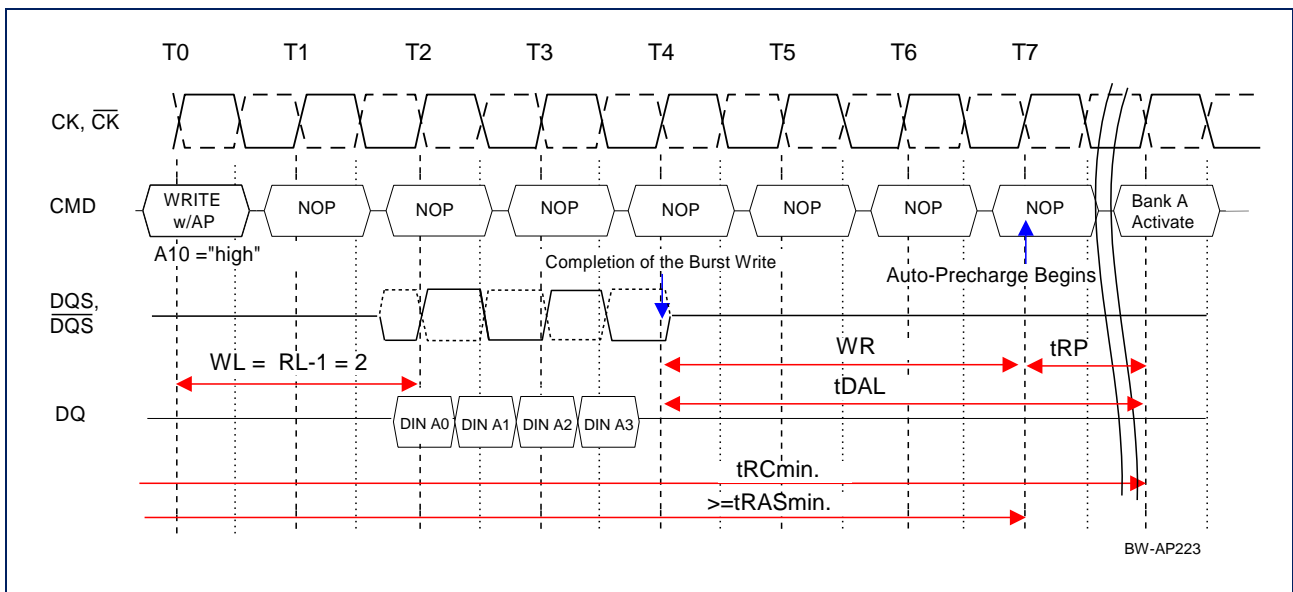 T0 T1 T2 T3 T4 T5 T6 T7
CK, CK
CMD WRITE w/AP NOP NOP NOP NOP NOP NOP NOP Bank A Activate
A10 ="high"
Completion of the Burst Write
Auto-Precharge Begins
DQS,
DQS
WR tRP
WL = RL-1 = 2
tDAL
DQ DIN A0 DIN A1 DIN A2 DIN A3
tRCmin.
>=tRASmin.
BW-AP223